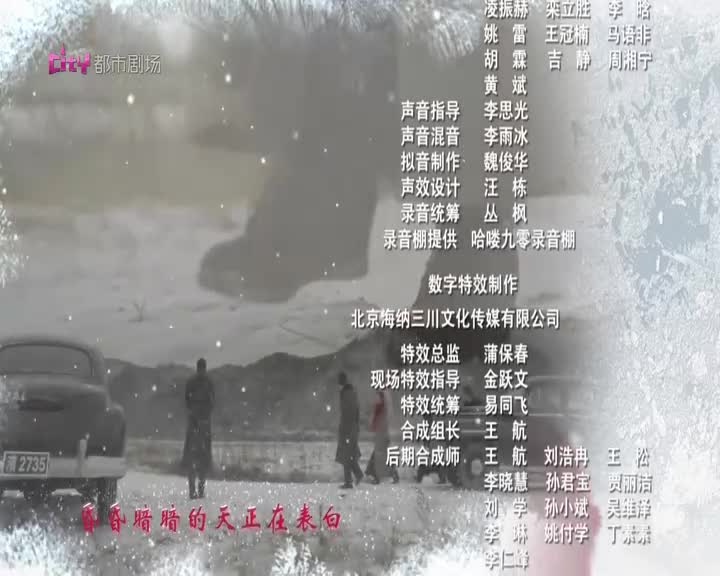 凌振赫 栾立胜 李 晗
姚 雷 王冠楠 马语非
胡 霖 吉 静 周湘宁
黄 斌
CITY 都市剧场
声音指导 李思光
声音混音 李雨冰
拟音制作 魏俊华
声效设计 汪 栋
录音统筹 丛 枫
录音棚提供 哈喽九零录音棚
数字特效制作
北京梅纳三川文化传媒有限公司
特效总监 蒲保春
现场特效指导 金跃文
特效统筹 易同飞
合成组长 王 航
后期合成师 王 航 刘浩冉 王 松
李晓慧 孙君宝 贾丽洁
刘 学 孙小斌 吴维泽
李 琳 姚付学 丁素素
李仁峰
2735
昏昏暗暗的天正在表白